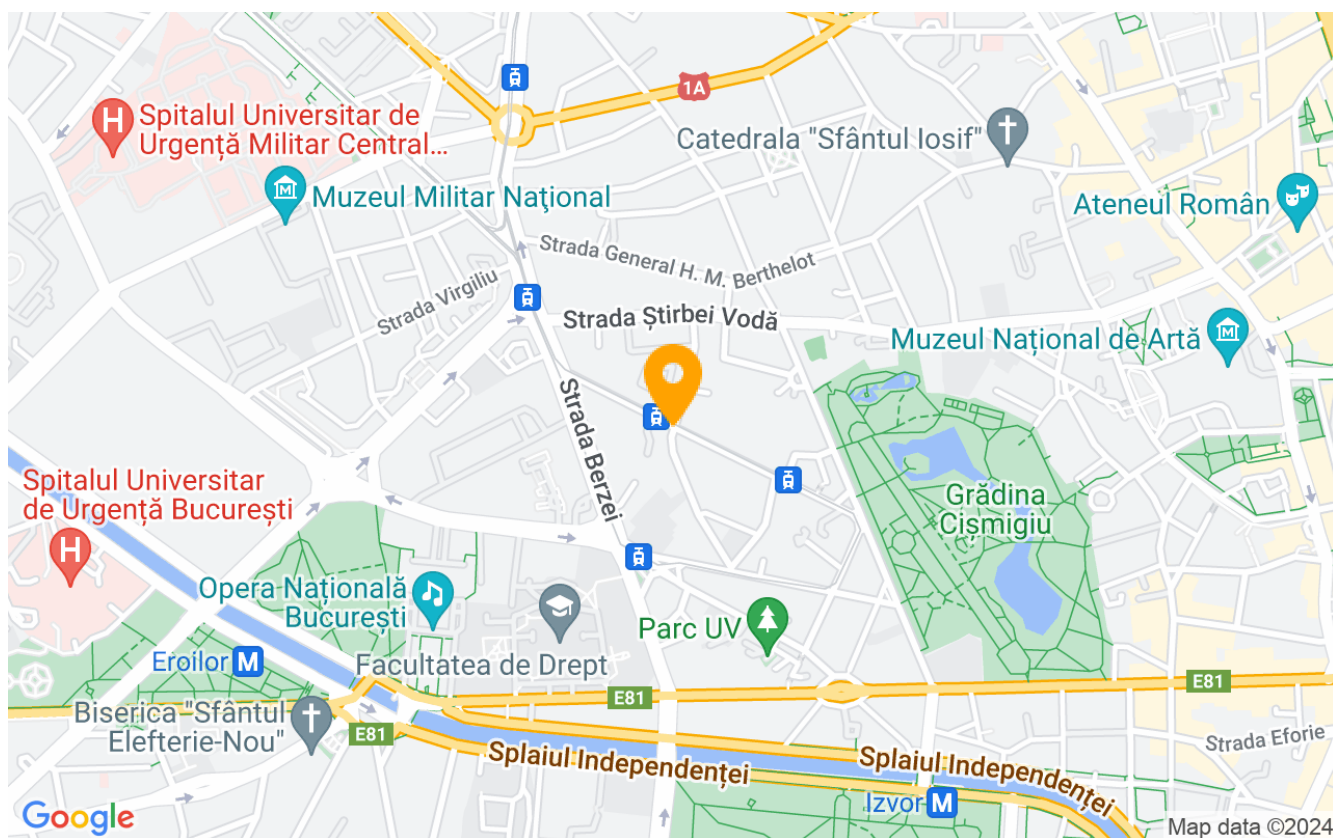 1A
Spitalul Universitar de
Urgență Militar Central...
Catedrala "Sfântul Iosif"
Muzeul Militar Naţional
Ateneul Român
Strada General H. M. Berthelot
Strada Virgiliu
Strada Știrbei Vodă
Muzeul Național de Artă
Strada Berzei
Spitalul Universitar
de Urgență București
Grădina
Cișmigiu
Opera Națională
București
Parc UV
Eroilor M
Facultatea de Drept
E81
E81
Biserica "Sfântul
Elefterie-Nou"
E81
Strada Eforie
Splaiul Independenței
Splaiul Independenței
Izvor M
Google
Map data ©2024